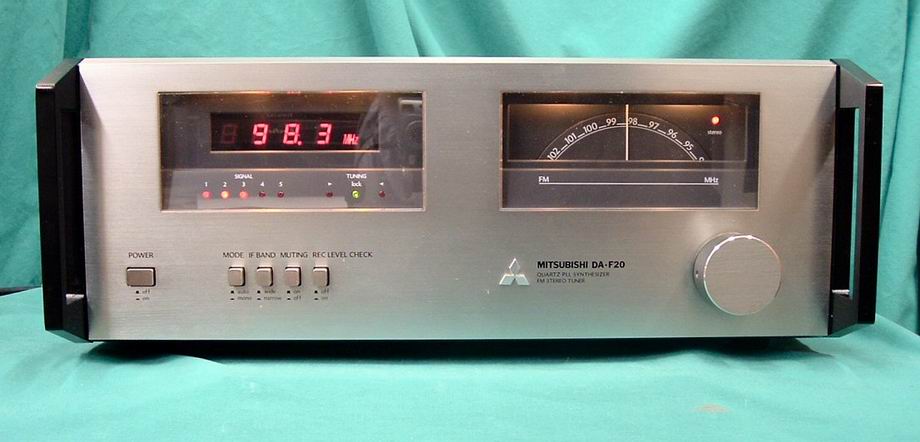 98.3 MHz
SIGNAL
1 2 3 4 5
TUNING
lock
102 101 100 99 98 97 96 95
stereo
FM MHz
POWER
off
on
MODE IF BAND MUTING REC LEVEL CHECK
auto wide on off
mono narrow off on
MITSUBISHI DA-F20
QUARTZ PLL SYNTHESIZER
FM STEREO TUNER